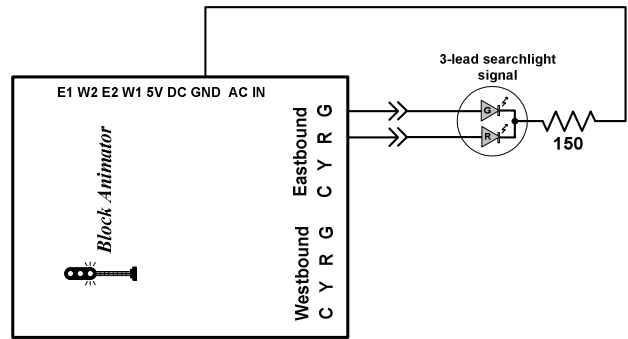 3-lead searchlight
signal
E1 W2 E2 W1 5V DC GND AC IN
Eastbound
C Y R G
G
R
150
Block Animator
Westbound
C Y R G